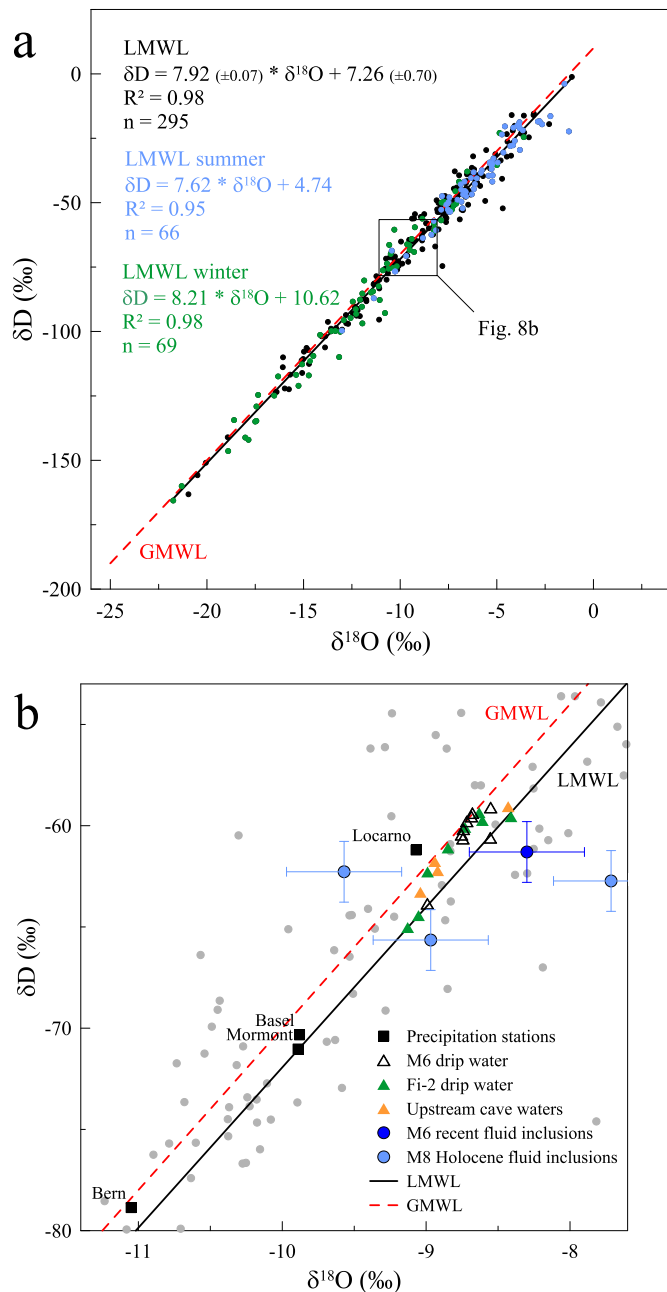 a
LMWL
δD = 7.92 (±0.07) * δ¹⁸O + 7.26 (±0.70)
R² = 0.98
n = 295
LMWL summer
δD = 7.62 * δ¹⁸O + 4.74
R² = 0.95
n = 66
LMWL winter
δD = 8.21 * δ¹⁸O + 10.62
R² = 0.98
n = 69
Fig. 8b
GMWL
0
-50
-100
-150
-200
δD (‰)
-25 -20 -15 -10 -5 0
δ¹⁸O (‰)
b
GMWL
LMWL
Locarno
Basel
Mormont
Bern
Precipitation stations
M6 drip water
Fi-2 drip water
Upstream cave waters
M6 recent fluid inclusions
M8 Holocene fluid inclusions
LMWL
GMWL
-60
-70
-80
δD (‰)
-11 -10 -9 -8
δ¹⁸O (‰)